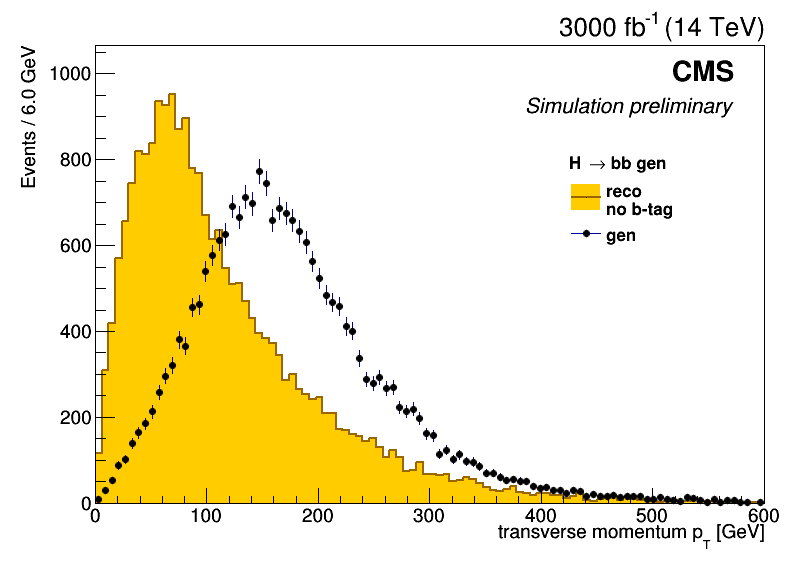 3000 fb-1 (14 TeV)
CMS
Simulation preliminary
H → bb gen
reco
no b-tag
gen
Events / 6.0 GeV
1000
800
600
400
200
0
0 100 200 300 400 500 600
transverse momentum pT [GeV]